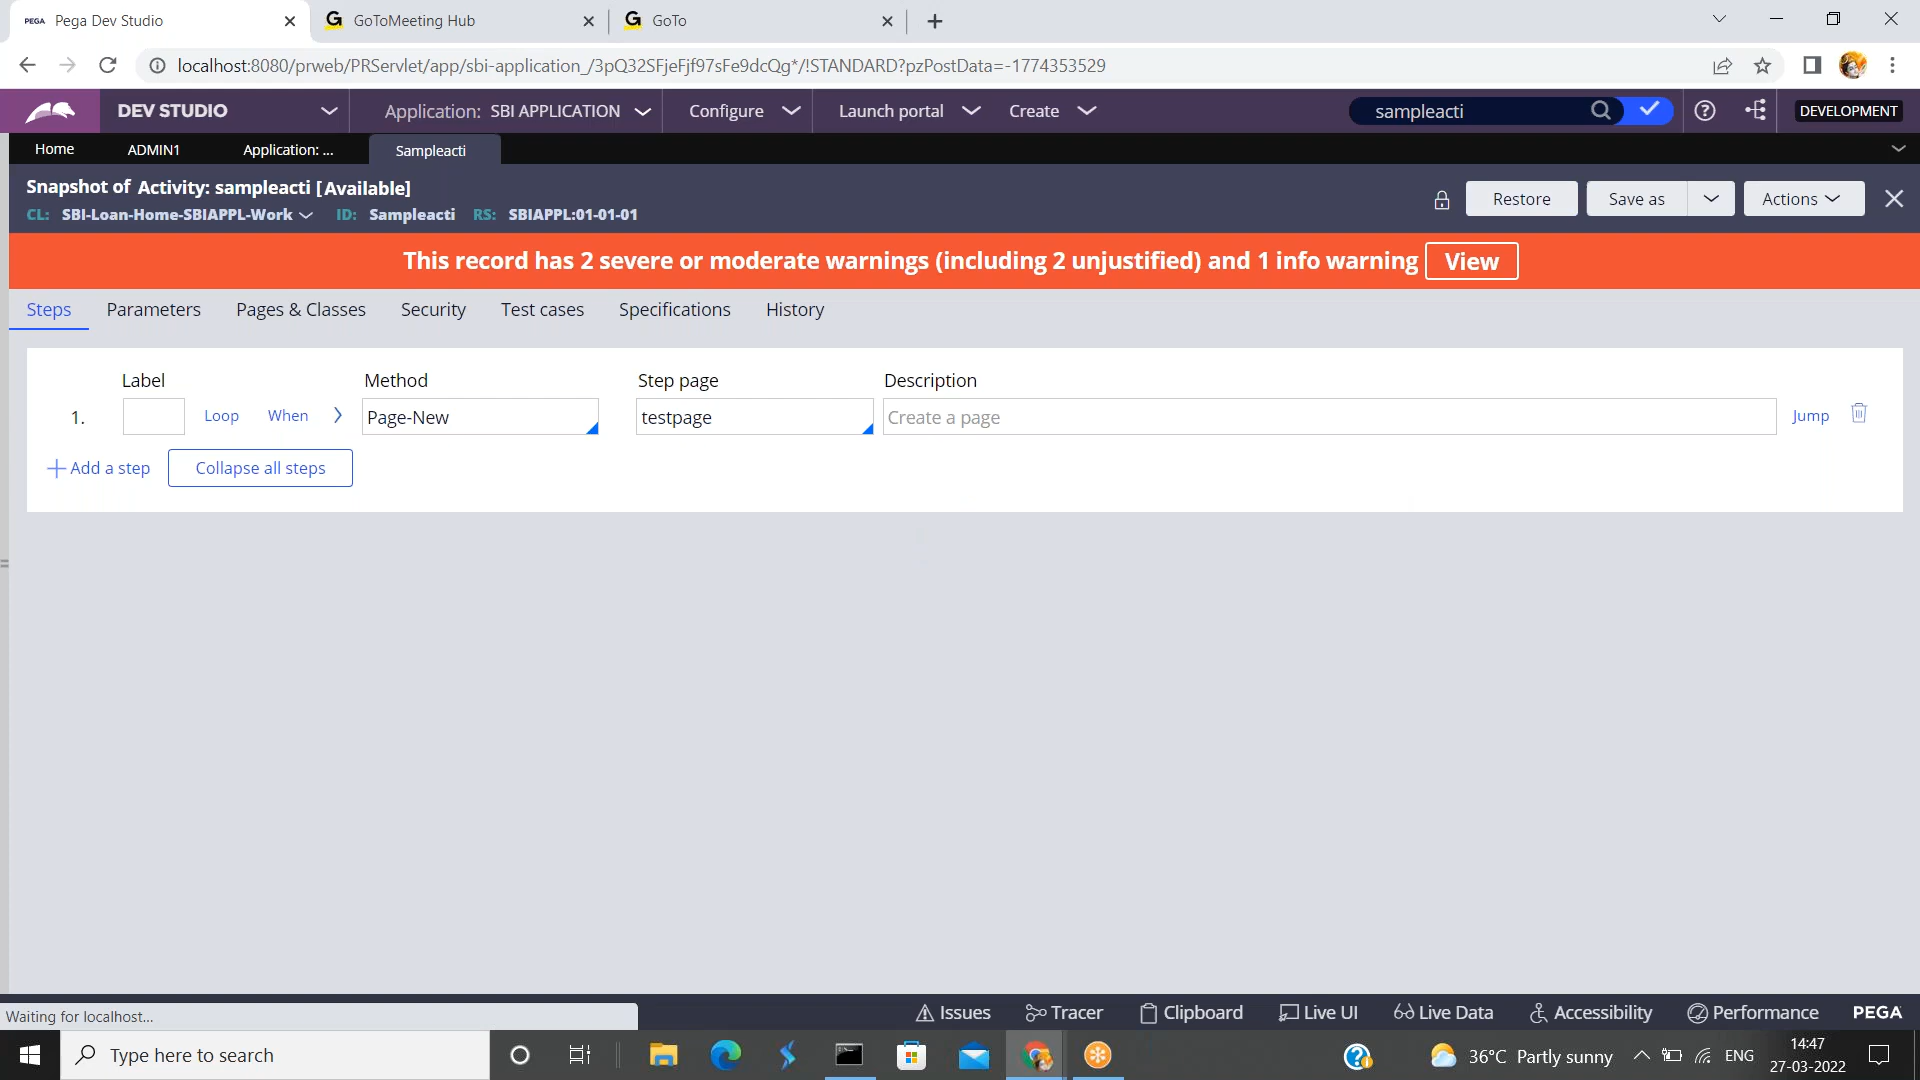 PEGA Pega Dev Studio
GoToMeeting Hub
GoTo
localhost:8080/prweb/PRServlet/app/sbi-application_/3pQ32SFjeFjf97sFe9dcQg*/!STANDARD?pzPostData=-1774353529
DEV STUDIO
Application: SBI APPLICATION
Configure
Launch portal
Create
sampleacti
DEVELOPMENT
Home
ADMIN1
Application: ...
Sampleacti
Snapshot of Activity: sampleacti [Available]
CL: SBI-Loan-Home-SBIAPPL-Work ID: Sampleacti RS: SBIAPPL:01-01-01
Restore
Save as
Actions
This record has 2 severe or moderate warnings (including 2 unjustified) and 1 info warning View
Steps Parameters Pages & Classes Security Test cases Specifications History
Label Method Step page Description
1. Loop When Page-New testpage Create a page Jump
Add a step Collapse all steps
Waiting for localhost...
Issues Tracer Clipboard Live UI Live Data Accessibility Performance PEGA
Type here to search
36°C Partly sunny
ENG
14:47
27-03-2022